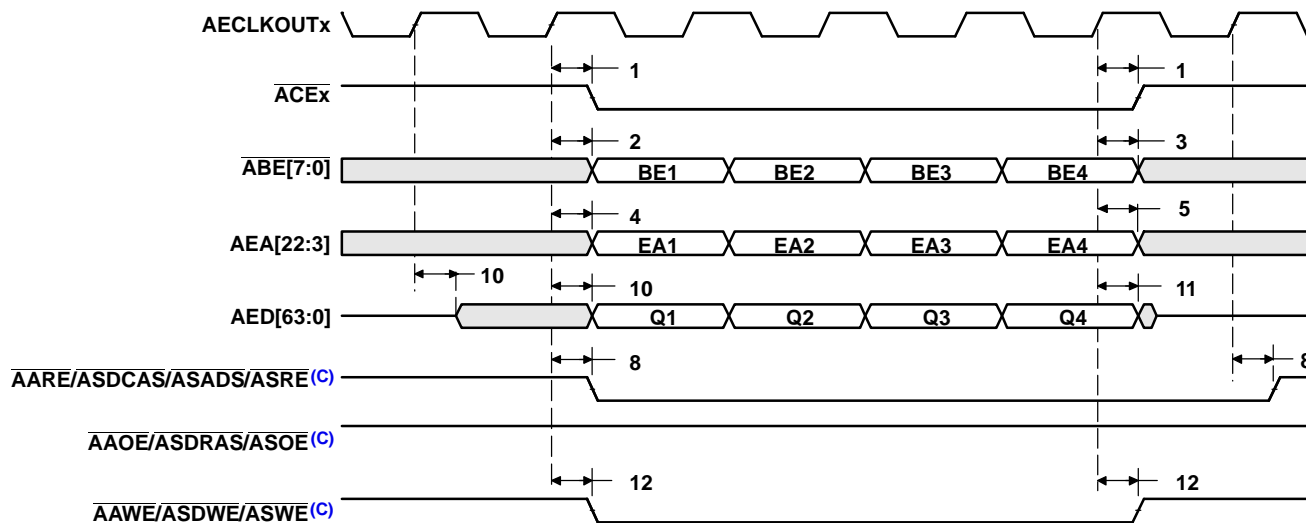 AECLKOUTx
1 1
ACEx
2 3
ABE[7:0] BE1 BE2 BE3 BE4
4 5
AEA[22:3] EA1 EA2 EA3 EA4
10 10 11
AED[63:0] Q1 Q2 Q3 Q4
8 8
AARE/ASDCAS/ASADS/ASRE(C)
AAOE/ASDRAS/ASOE(C)
12 12
AAWE/ASDWE/ASWE(C)